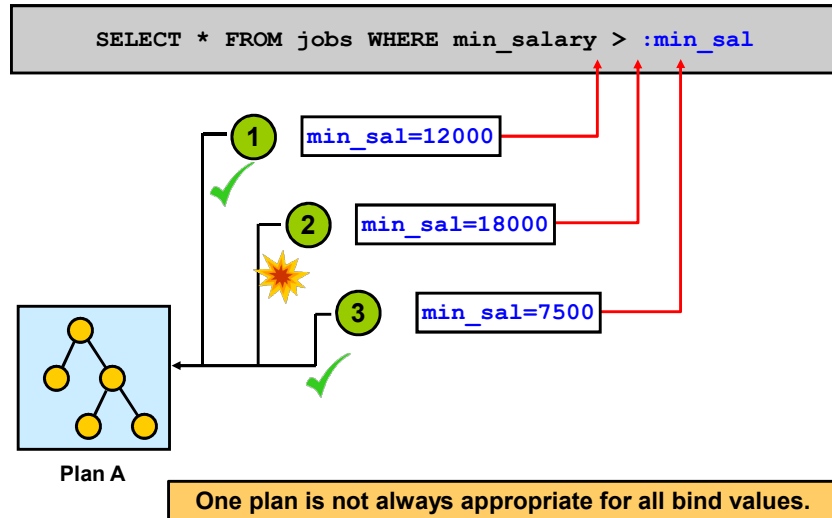 SELECT * FROM jobs WHERE min_salary > :min_sal
1
min_sal=12000
2
min_sal=18000
3
min_sal=7500
Plan A
One plan is not always appropriate for all bind values.